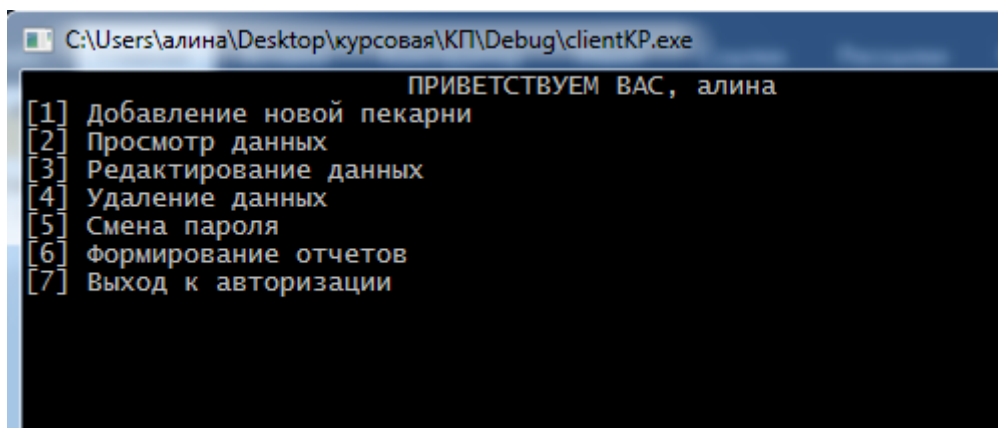 C:\Users\алина\Desktop\курсовая\КП\Debug\clientKP.exe
ПРИВЕТСТВУЕМ ВАС, алина
[1] Добавление новой пекарни
[2] Просмотр данных
[3] Редактирование данных
[4] Удаление данных
[5] Смена пароля
[6] Формирование отчетов
[7] Выход к авторизации